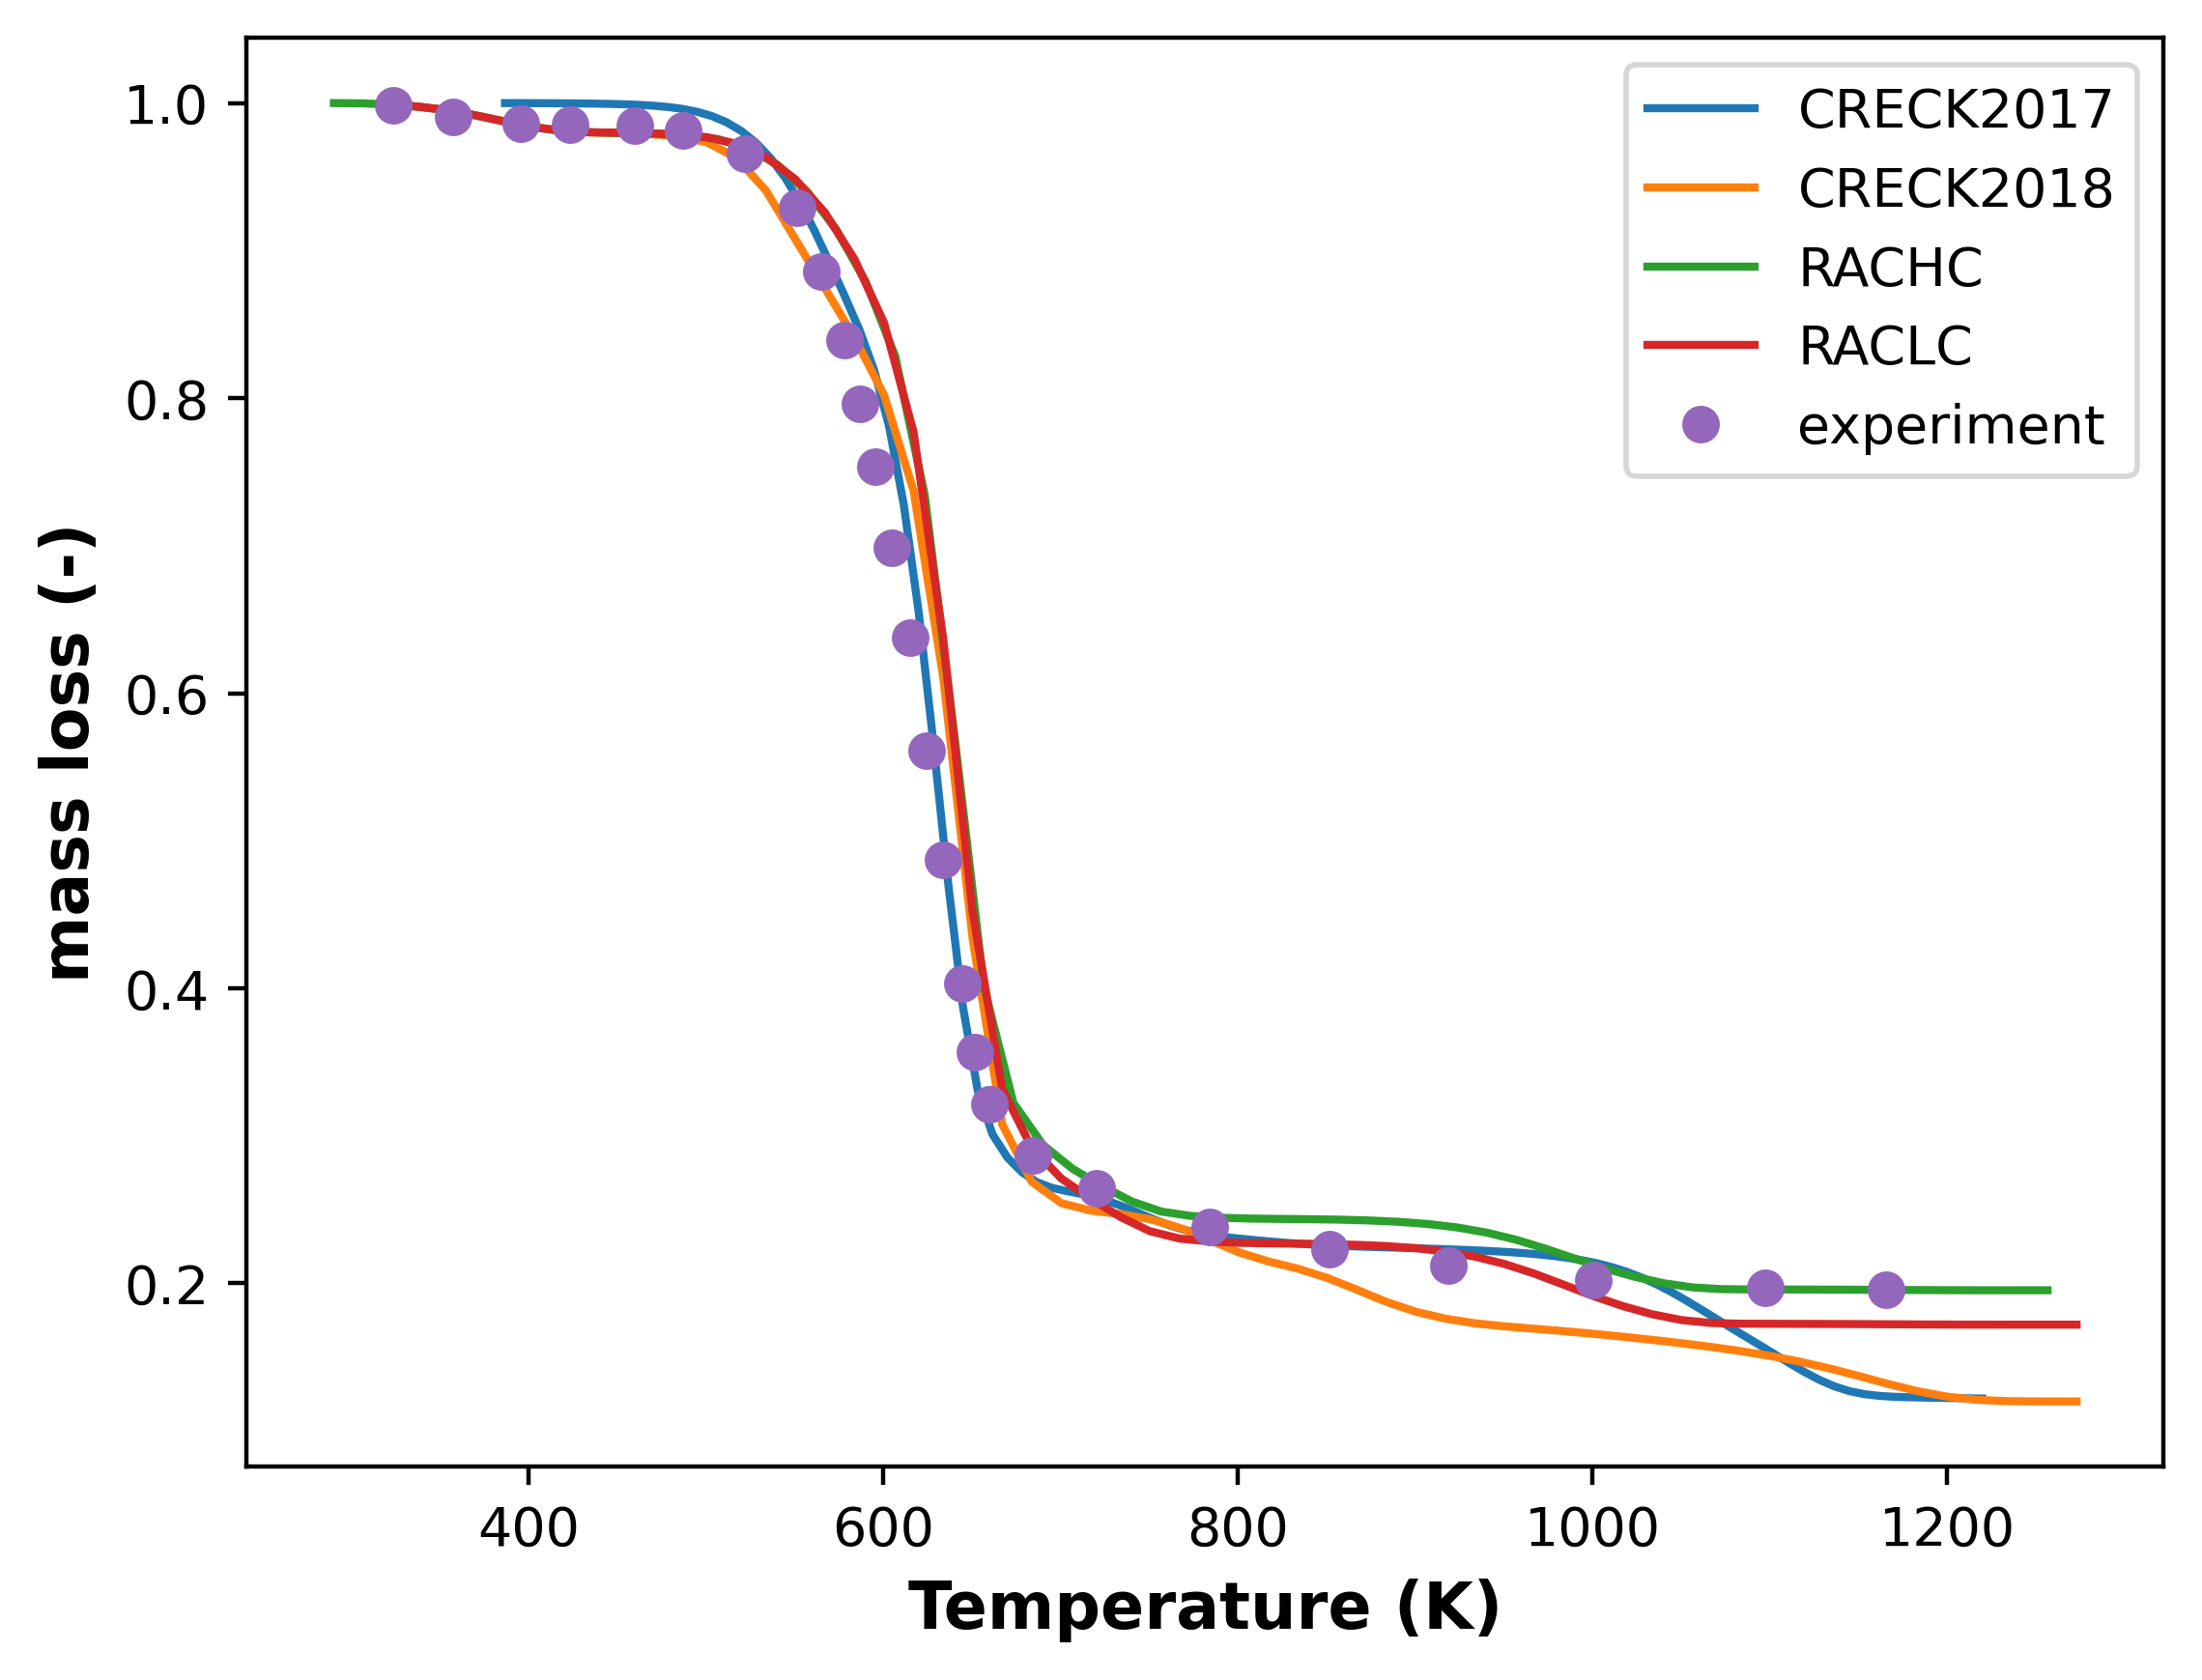 CRECK2017
CRECK2018
RACHC
RACLC
experiment
1.0
0.8
0.6
0.4
0.2
mass loss (-)
400 600 800 1000 1200
Temperature (K)